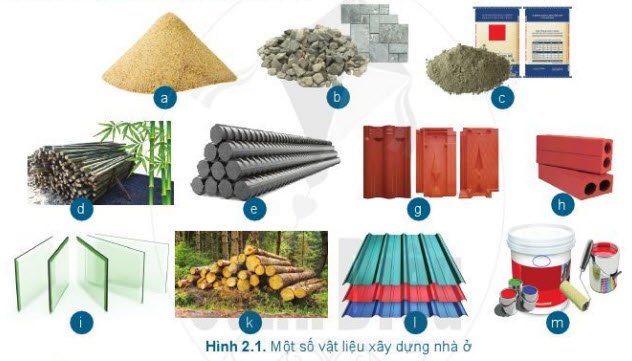 a
b
c
d
e
g
h
i
k
l
m
Hình 2.1. Một số vật liệu xây dựng nhà ở